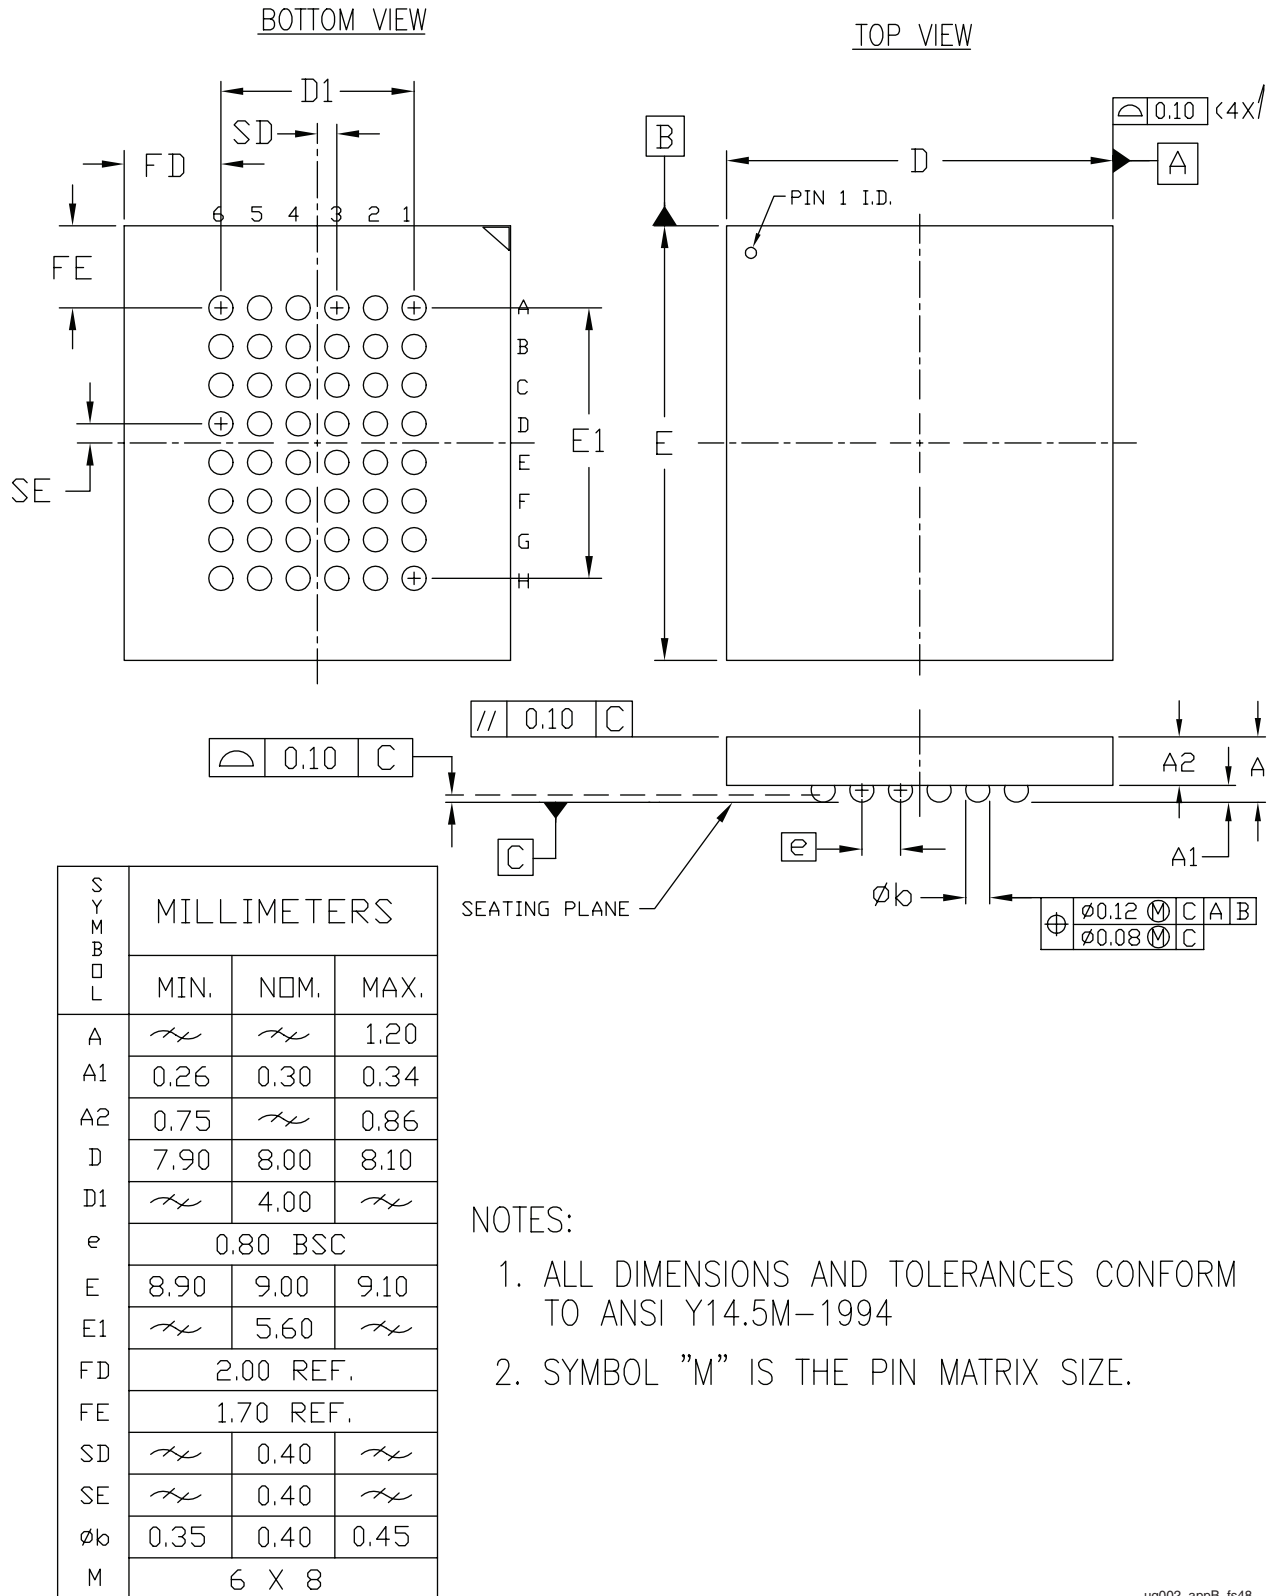 BOTTOM VIEW
TOP VIEW
D1
SD
FD
6 5 4 3 2 1
FE
A
B
C
D
E
F
G
H
E1
SE
0.10 (4X)
B
D
A
PIN 1 I.D.
E
// 0.10 C
0.10 C
A2
A
A1
C
e
SEATING PLANE
Øb
Ø0.12 Ⓜ C A B
Ø0.08 Ⓜ C
SYMBOL MILLIMETERS
MIN. NOM. MAX.
A 1.20
A1 0.26 0.30 0.34
A2 0.75 0.86
D 7.90 8.00 8.10
D1 4.00
e 0.80 BSC
E 8.90 9.00 9.10
E1 5.60
FD 2.00 REF.
FE 1.70 REF.
SD 0.40
SE 0.40
Øb 0.35 0.40 0.45
M 6 X 8
NOTES:
1. ALL DIMENSIONS AND TOLERANCES CONFORM
TO ANSI Y14.5M–1994
2. SYMBOL ”M” IS THE PIN MATRIX SIZE.